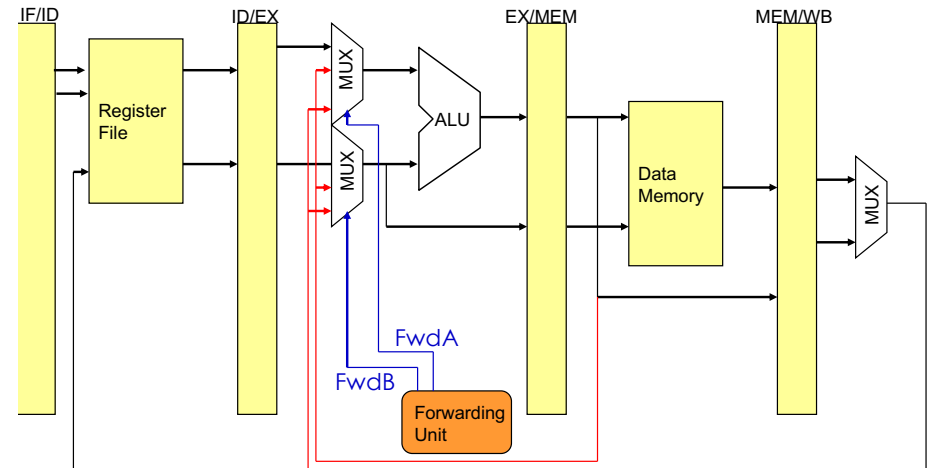 IF/ID
ID/EX
EX/MEM
MEM/WB
Register
File
MUX
MUX
ALU
Data
Memory
MUX
FwdA
FwdB
Forwarding
Unit